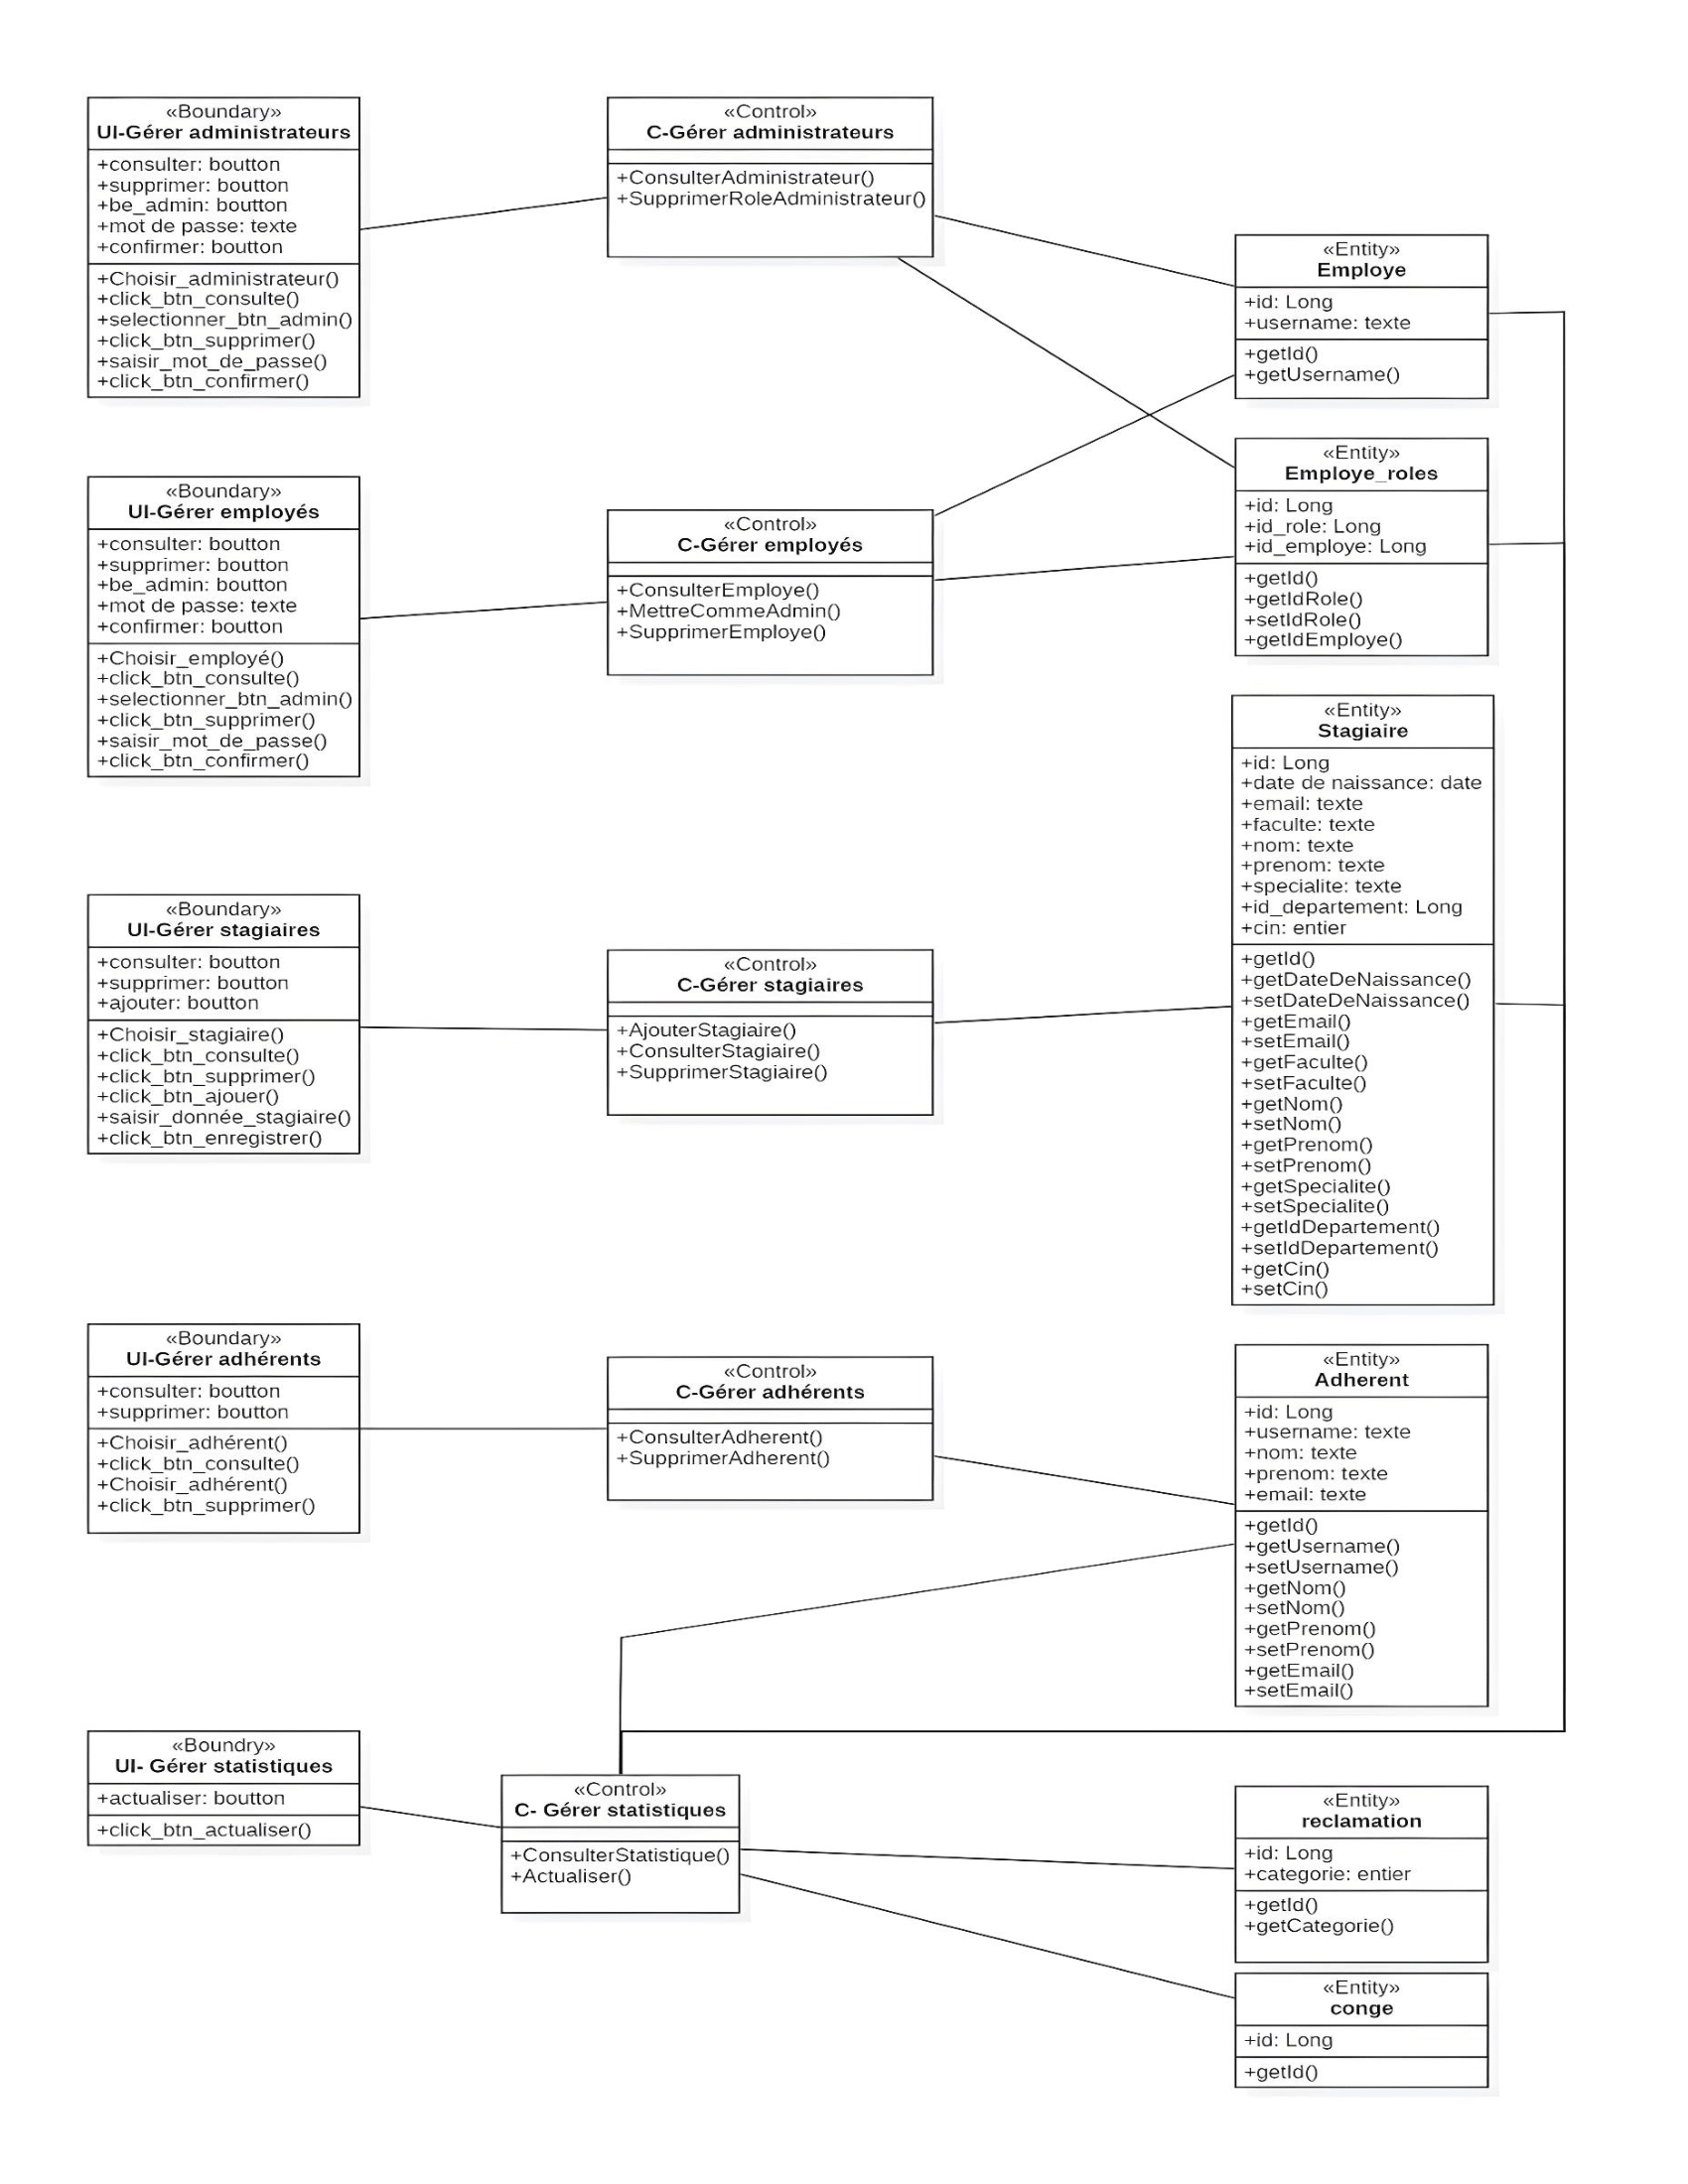 «Boundary»
UI-Gérer administrateurs
+consulter: boutton
+supprimer: boutton
+be_admin: boutton
+mot de passe: texte
+confirmer: boutton
+Choisir_administrateur()
+click_btn_consulte()
+selectionner_btn_admin()
+click_btn_supprimer()
+saisir_mot_de_passe()
+click_btn_confirmer()
«Control»
C-Gérer administrateurs
+ConsulterAdministrateur()
+SupprimerRoleAdministrateur()
«Entity»
Employe
+id: Long
+username: texte
+getId()
+getUsername()
«Boundary»
UI-Gérer employés
+consulter: boutton
+supprimer: boutton
+be_admin: boutton
+mot de passe: texte
+confirmer: boutton
+Choisir_employé()
+click_btn_consulte()
+selectionner_btn_admin()
+click_btn_supprimer()
+saisir_mot_de_passe()
+click_btn_confirmer()
«Control»
C-Gérer employés
+ConsulterEmploye()
+MettreCommeAdmin()
+SupprimerEmploye()
«Entity»
Employe_roles
+id: Long
+id_role: Long
+id_employe: Long
+getId()
+getIdRole()
+setIdRole()
+getIdEmploye()
«Boundary»
UI-Gérer stagiaires
+consulter: boutton
+supprimer: boutton
+ajouter: boutton
+Choisir_stagiaire()
+click_btn_consulte()
+click_btn_supprimer()
+click_btn_ajouer()
+saisir_donnée_stagiaire()
+click_btn_enregistrer()
«Control»
C-Gérer stagiaires
+AjouterStagiaire()
+ConsulterStagiaire()
+SupprimerStagiaire()
«Entity»
Stagiaire
+id: Long
+date de naissance: date
+email: texte
+faculte: texte
+nom: texte
+prenom: texte
+specialite: texte
+id_departement: Long
+cin: entier
+getId()
+getDateDeNaissance()
+setDateDeNaissance()
+getEmail()
+setEmail()
+getFaculte()
+setFaculte()
+getNom()
+setNom()
+getPrenom()
+setPrenom()
+getSpecialite()
+setSpecialite()
+getIdDepartement()
+setIdDepartement()
+getCin()
+setCin()
«Boundary»
UI-Gérer adhérents
+consulter: boutton
+supprimer: boutton
+Choisir_adhérent()
+click_btn_consulte()
+Choisir_adhérent()
+click_btn_supprimer()
«Control»
C-Gérer adhérents
+ConsulterAdherent()
+SupprimerAdherent()
«Entity»
Adherent
+id: Long
+username: texte
+nom: texte
+prenom: texte
+email: texte
+getId()
+getUsername()
+setUsername()
+getNom()
+setNom()
+getPrenom()
+setPrenom()
+getEmail()
+setEmail()
«Boundry»
UI- Gérer statistiques
+actualiser: boutton
+click_btn_actualiser()
«Control»
C- Gérer statistiques
+ConsulterStatistique()
+Actualiser()
«Entity»
reclamation
+id: Long
+categorie: entier
+getId()
+getCategorie()
«Entity»
conge
+id: Long
+getId()